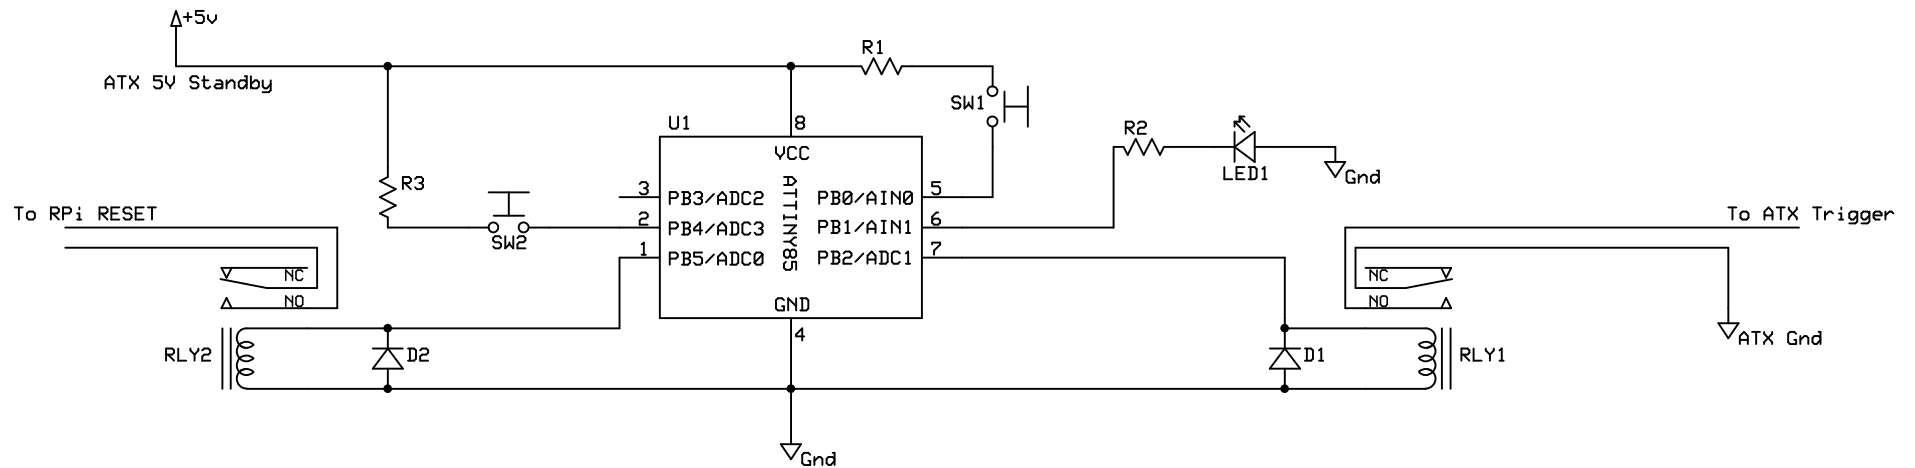 +5v
ATX 5V Standby
R1
SW1
U1
8
VCC
R2
LED1
Gnd
R3
3
PB3/ADC2
ATTINY85
PB0/AIN0
5
To RPi RESET
2
PB4/ADC3
PB1/AIN1
6
To ATX Trigger
SW2
1
PB5/ADC0
PB2/ADC1
7
NC
NO
NC
NO
GND
4
RLY2
D2
D1
RLY1
ATX Gnd
Gnd